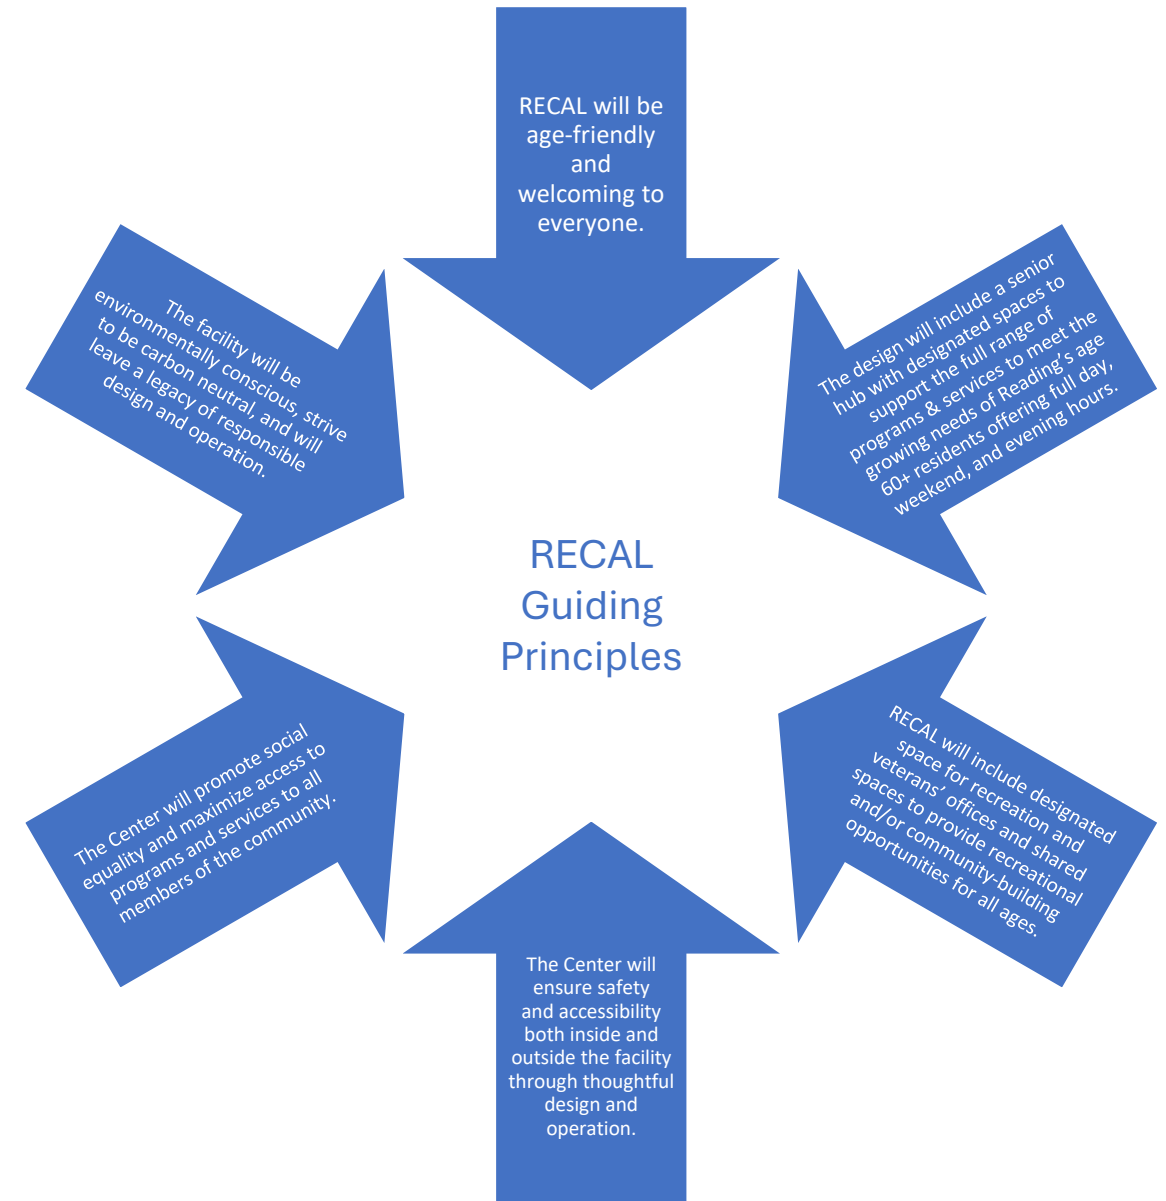 RECAL will be
age-friendly
and
welcoming to
everyone.
The design will include a senior
hub with designated spaces to
support the full range of
programs & services to meet the
growing needs of Reading’s age
60+ residents offering full day,
weekend, and evening hours.
RECAL will include designated
space for recreation and
veterans’ offices and shared
spaces to provide recreational
and/or community-building
opportunities for all ages.
The Center will
ensure safety
and accessibility
both inside and
outside the facility
through thoughtful
design and
operation.
The Center will promote social
equality and maximize access to
programs and services to all
members of the community.
The facility will be
environmentally conscious, strive
to be carbon neutral, and will
leave a legacy of responsible
design and operation.
RECAL
Guiding
Principles